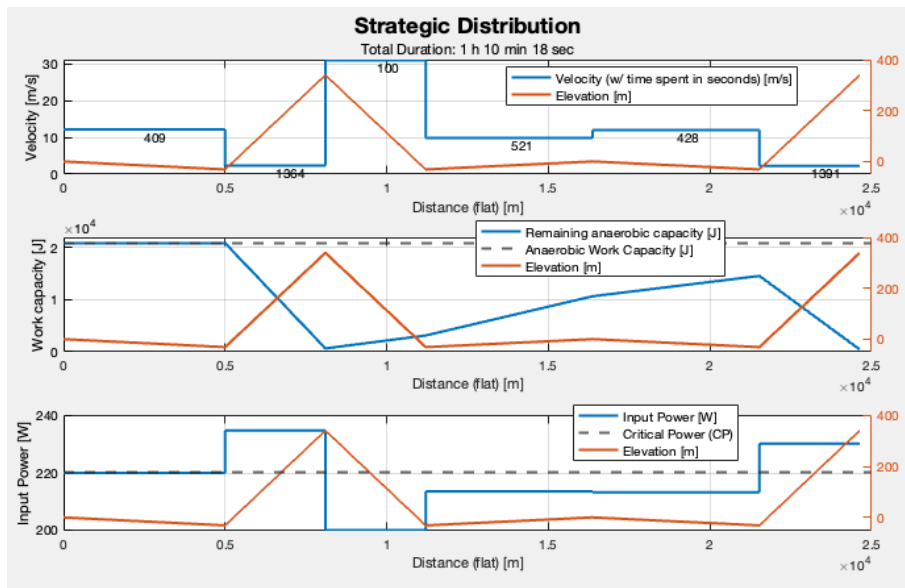 Strategic Distribution
Total Duration: 1 h 10 min 18 sec
Velocity [m/s]
30
20
10
0
409
1364
100
521
428
1391
Velocity (w/ time spent in seconds) [m/s]
Elevation [m]
400
200
0
0
0.5
1
1.5
2
2.5
Distance (flat) [m]
×10⁴
×10⁴
Work capacity [J]
2
1
0
Remaining anaerobic capacity [J]
Anaerobic Work Capacity [J]
Elevation [m]
400
200
0
0
0.5
1
1.5
2
2.5
Distance (flat) [m]
×10⁴
Input Power [W]
240
220
200
Input Power [W]
Critical Power (CP)
Elevation [m]
400
200
0
0
0.5
1
1.5
2
2.5
Distance (flat) [m]
×10⁴